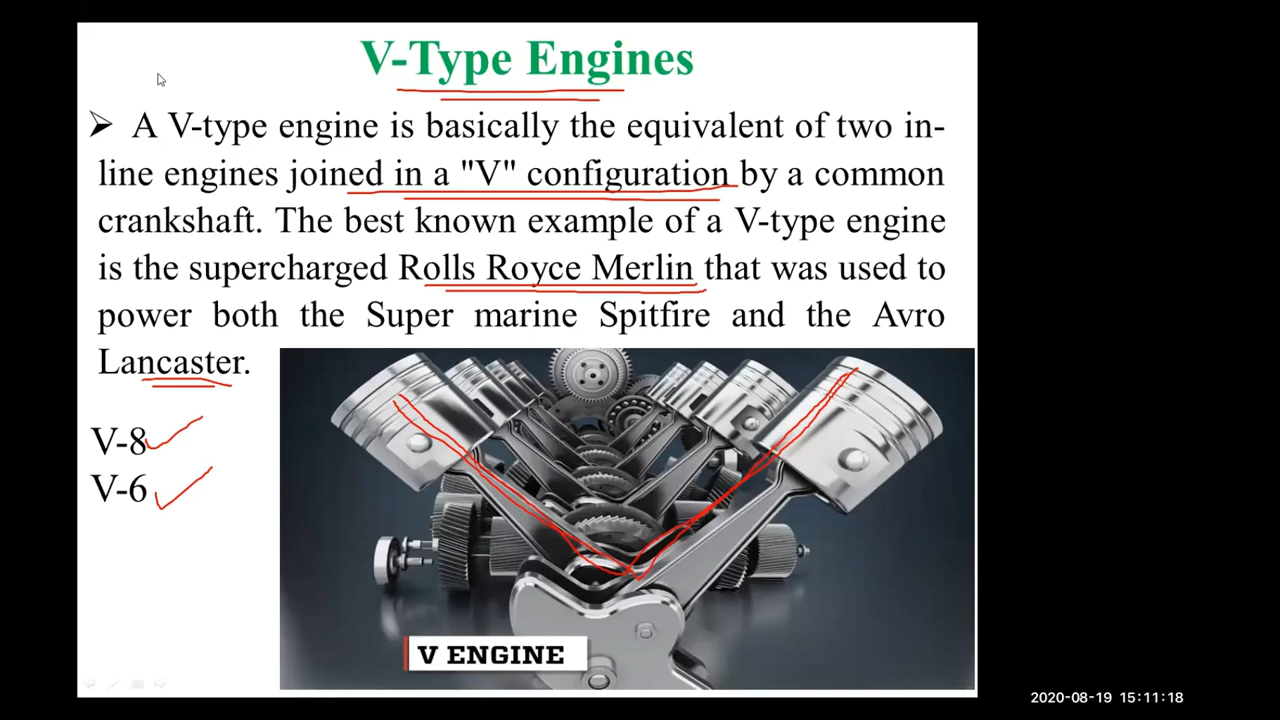 V-Type Engines
➢ A V-type engine is basically the equivalent of two in-
line engines joined in a "V" configuration by a common
crankshaft. The best known example of a V-type engine
is the supercharged Rolls Royce Merlin that was used to
power both the Super marine Spitfire and the Avro
Lancaster.
V-8
V-6
V ENGINE
2020-08-19 15:11:18